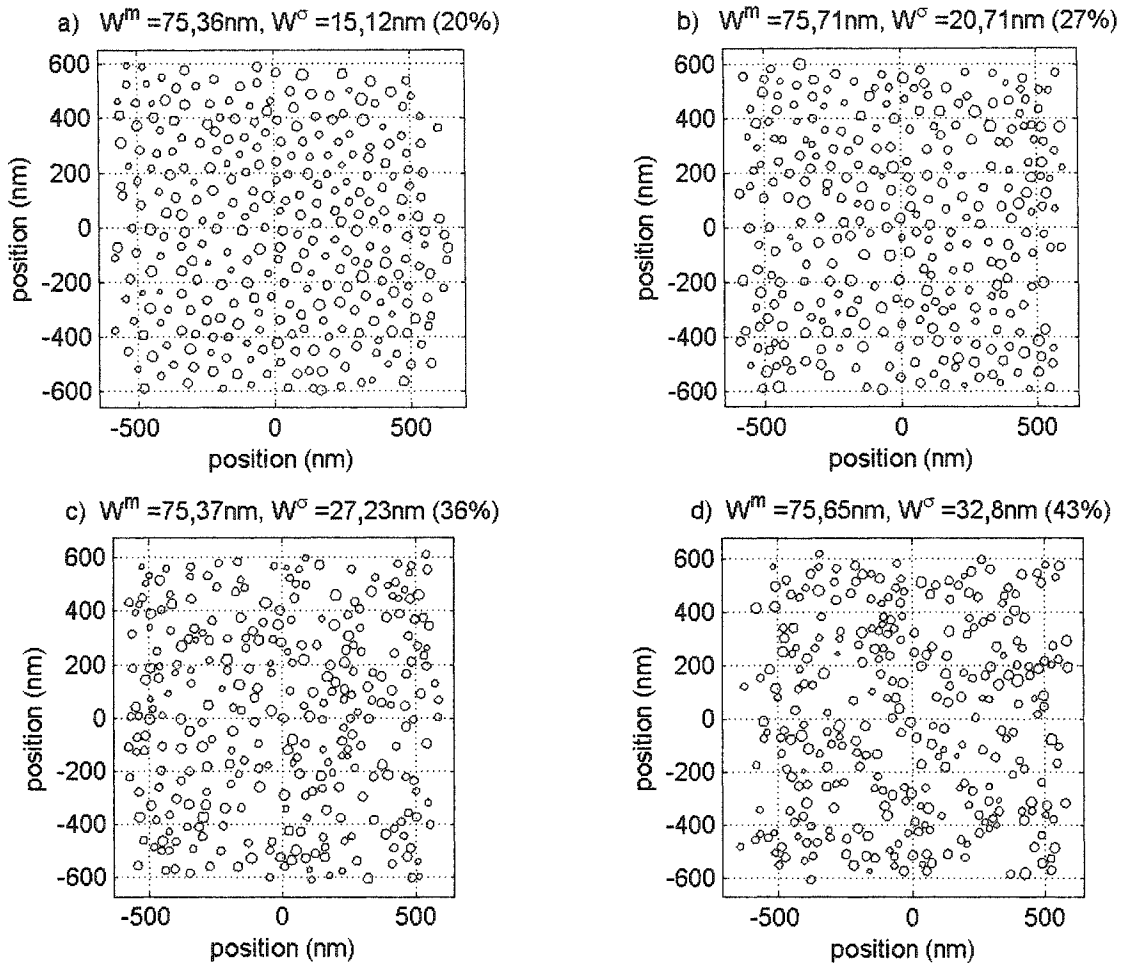 a) W^m =75,36nm, W^σ =15,12nm (20%)
b) W^m =75,71nm, W^σ =20,71nm (27%)
600
400
200
0
-200
-400
-600
position (nm)
-500 0 500
position (nm)
600
400
200
0
-200
-400
-600
position (nm)
-500 0 500
position (nm)
c) W^m =75,37nm, W^σ =27,23nm (36%)
d) W^m =75,65nm, W^σ =32,8nm (43%)
600
400
200
0
-200
-400
-600
position (nm)
-500 0 500
position (nm)
600
400
200
0
-200
-400
-600
position (nm)
-500 0 500
position (nm)